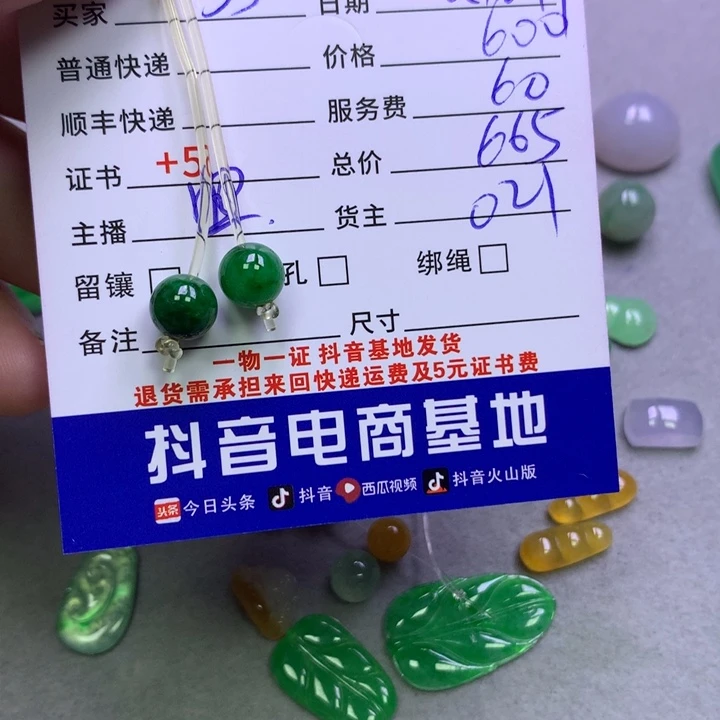 买家 日期
普通快递 价格 600
顺丰快递 服务费 60
证书 +5 总价 665
主播 货主 021
留镶 孔 绑绳
备注 尺寸
一物一证 抖音基地发货
退货需承担来回快递运费及5元证书费
抖音电商基地
头条 今日头条 抖音 西瓜视频 抖音火山版